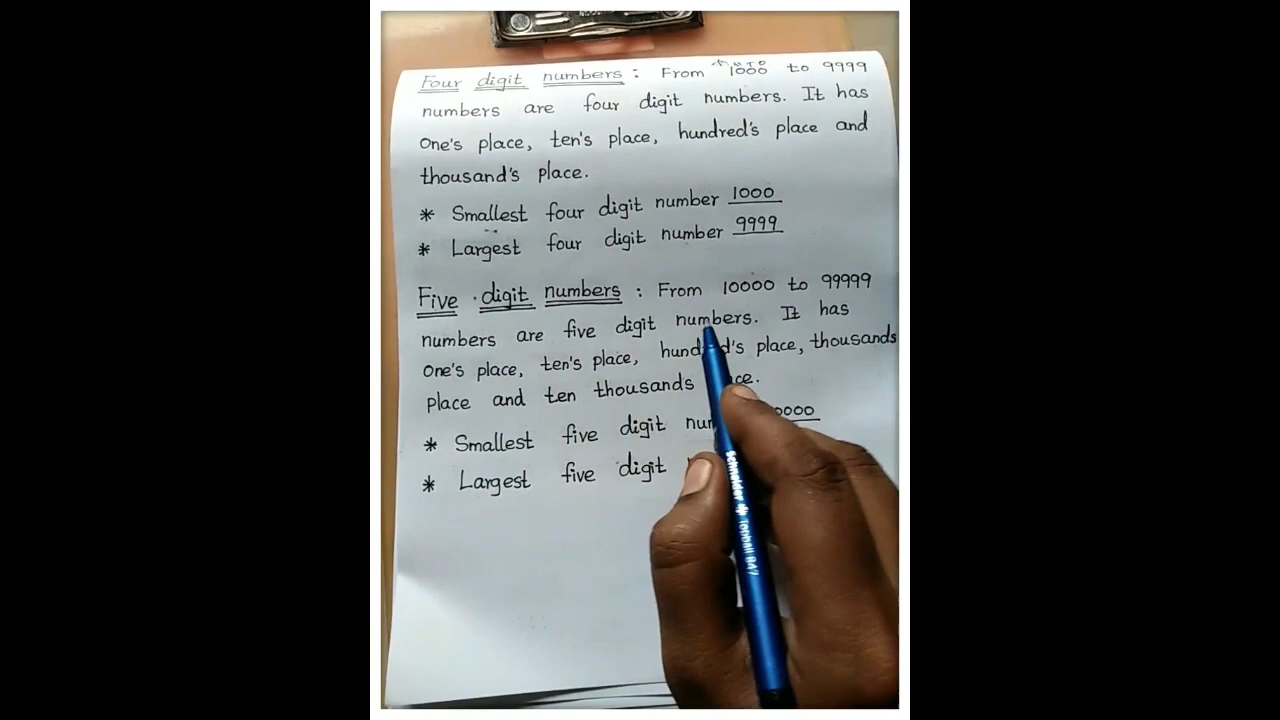 Four digit numbers : From 1000 to 9999
numbers are four digit numbers. It has
One's place, ten's place, hundred's place and
thousand's place.
* Smallest four digit number 1000
* Largest four digit number 9999
Five digit numbers : From 10000 to 99999
numbers are five digit numbers. It has
One's place, ten's place, place, thousands
Place and ten thousands
* Smallest five digit
* Largest five digit
Schneider Topball 847